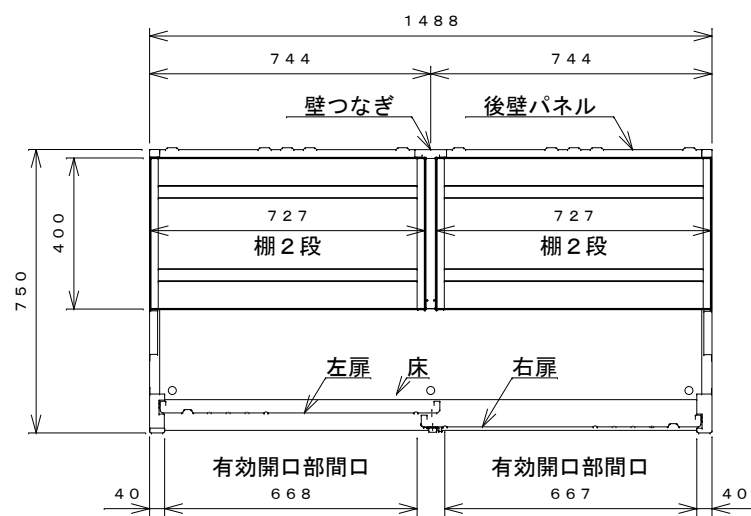 1488
744 744
壁つなぎ 後壁パネル
727 727
400
棚2段 棚2段
750
左扉 床 右扉
有効開口部間口 有効開口部間口
40 668 667 40